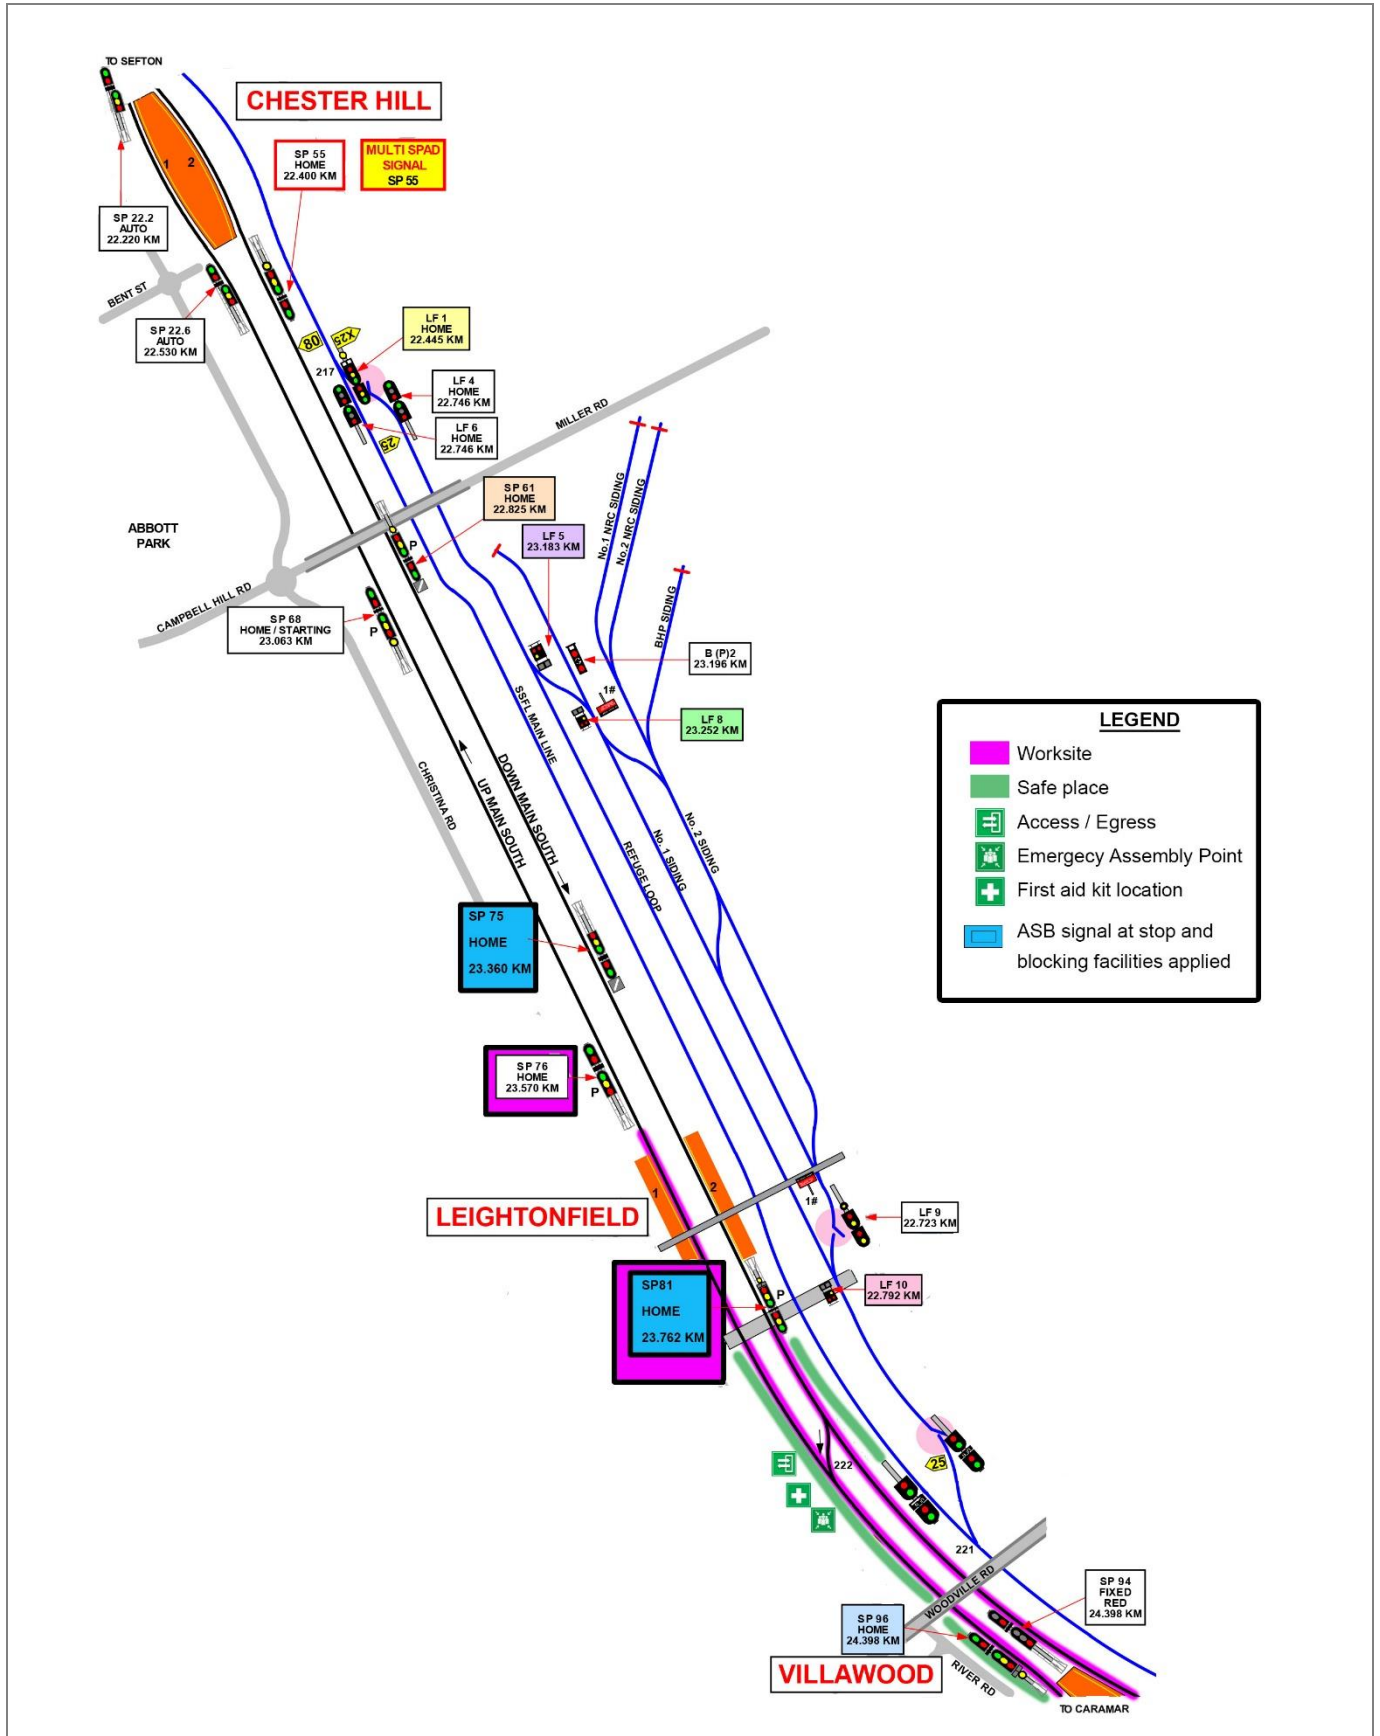 TO SEFTON
CHESTER HILL
SP 55
HOME
22.400 KM
MULTI SPAD
SIGNAL
SP 55
1
2
SP 22.2
AUTO
22.220 KM
BENT ST
SP 22.6
AUTO
22.530 KM
80
X25
217
LF 1
HOME
22.445 KM
LF 4
HOME
22.746 KM
LF 6
HOME
22.746 KM
25
MILLER RD
ABBOTT
PARK
SP 61
HOME
22.825 KM
P
LF 5
23.183 KM
No.1 NRC SIDING
No.2 NRC SIDING
BHP SIDING
CAMPBELL HILL RD
SP 68
HOME / STARTING
23.063 KM
P
B (P)2
23.196 KM
1#
LF 8
23.252 KM
SSFL MAIN LINE
CHRISTINA RD
UP MAIN SOUTH
DOWN MAIN SOUTH
REFUGE LOOP
No. 1 SIDING
No. 2 SIDING
LEGEND
Worksite
Safe place
Access / Egress
Emergecy Assembly Point
First aid kit location
ASB signal at stop and
blocking facilities applied
SP 75
HOME
23.360 KM
SP 76
HOME
23.570 KM
P
1
2
1#
LEIGHTONFIELD
LF 9
22.723 KM
SP81
HOME
23.762 KM
P
LF 10
22.792 KM
222
25
221
WOODVILLE RD
SP 94
FIXED
RED
24.398 KM
SP 96
HOME
24.398 KM
VILLAWOOD
RIVER RD
TO CARAMAR